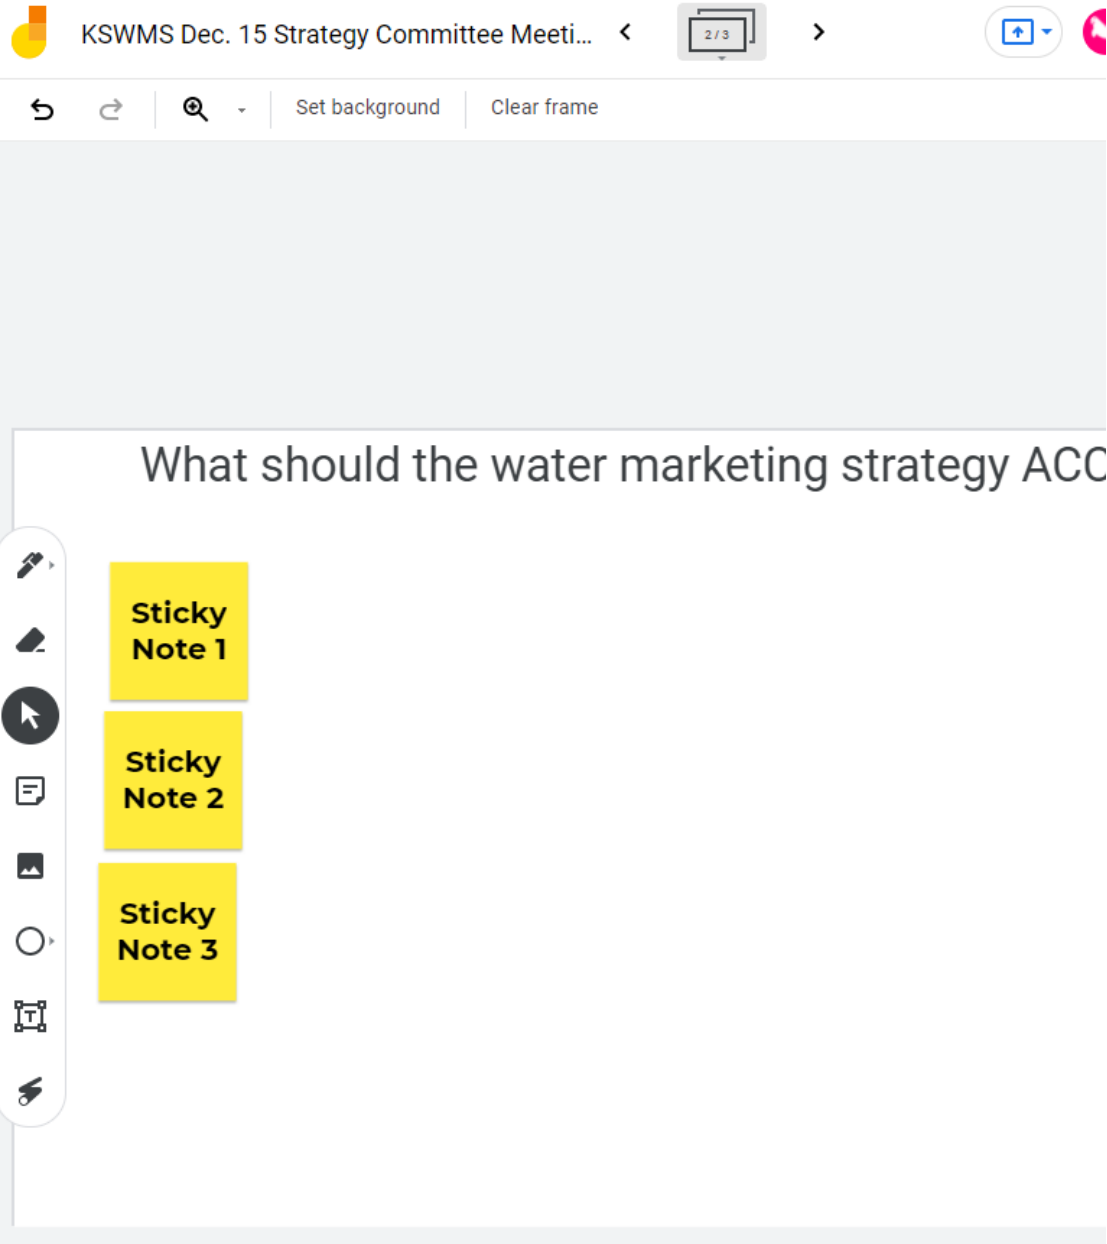 KSWMS Dec. 15 Strategy Committee Meeti...
2 / 3
Set background
Clear frame
What should the water marketing strategy ACC
Sticky
Note 1
Sticky
Note 2
Sticky
Note 3
T